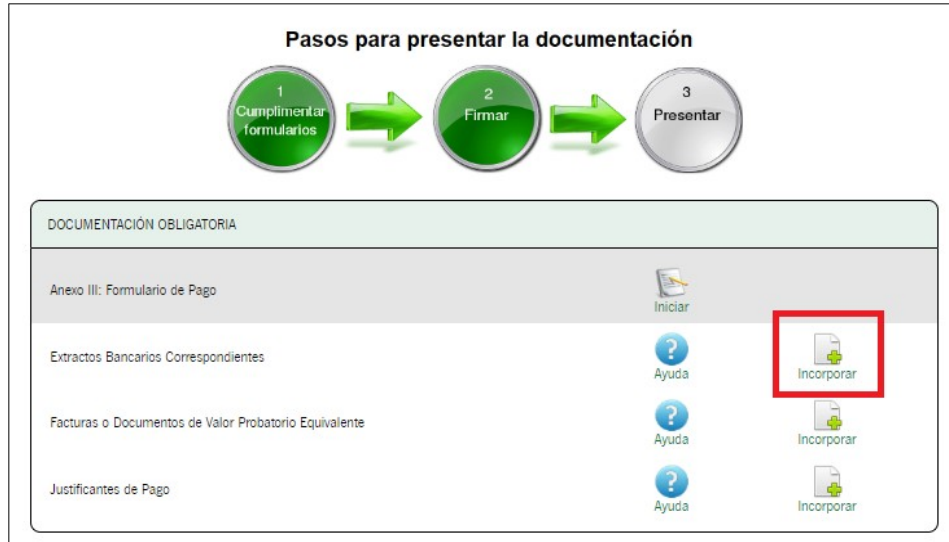 Pasos para presentar la documentación
1
Cumplimentar
formularios
2
Firmar
3
Presentar
DOCUMENTACIÓN OBLIGATORIA
Anexo III: Formulario de Pago
Iniciar
Extractos Bancarios Correspondientes
?
Ayuda
Incorporar
Facturas o Documentos de Valor Probatorio Equivalente
?
Ayuda
Incorporar
Justificantes de Pago
?
Ayuda
Incorporar